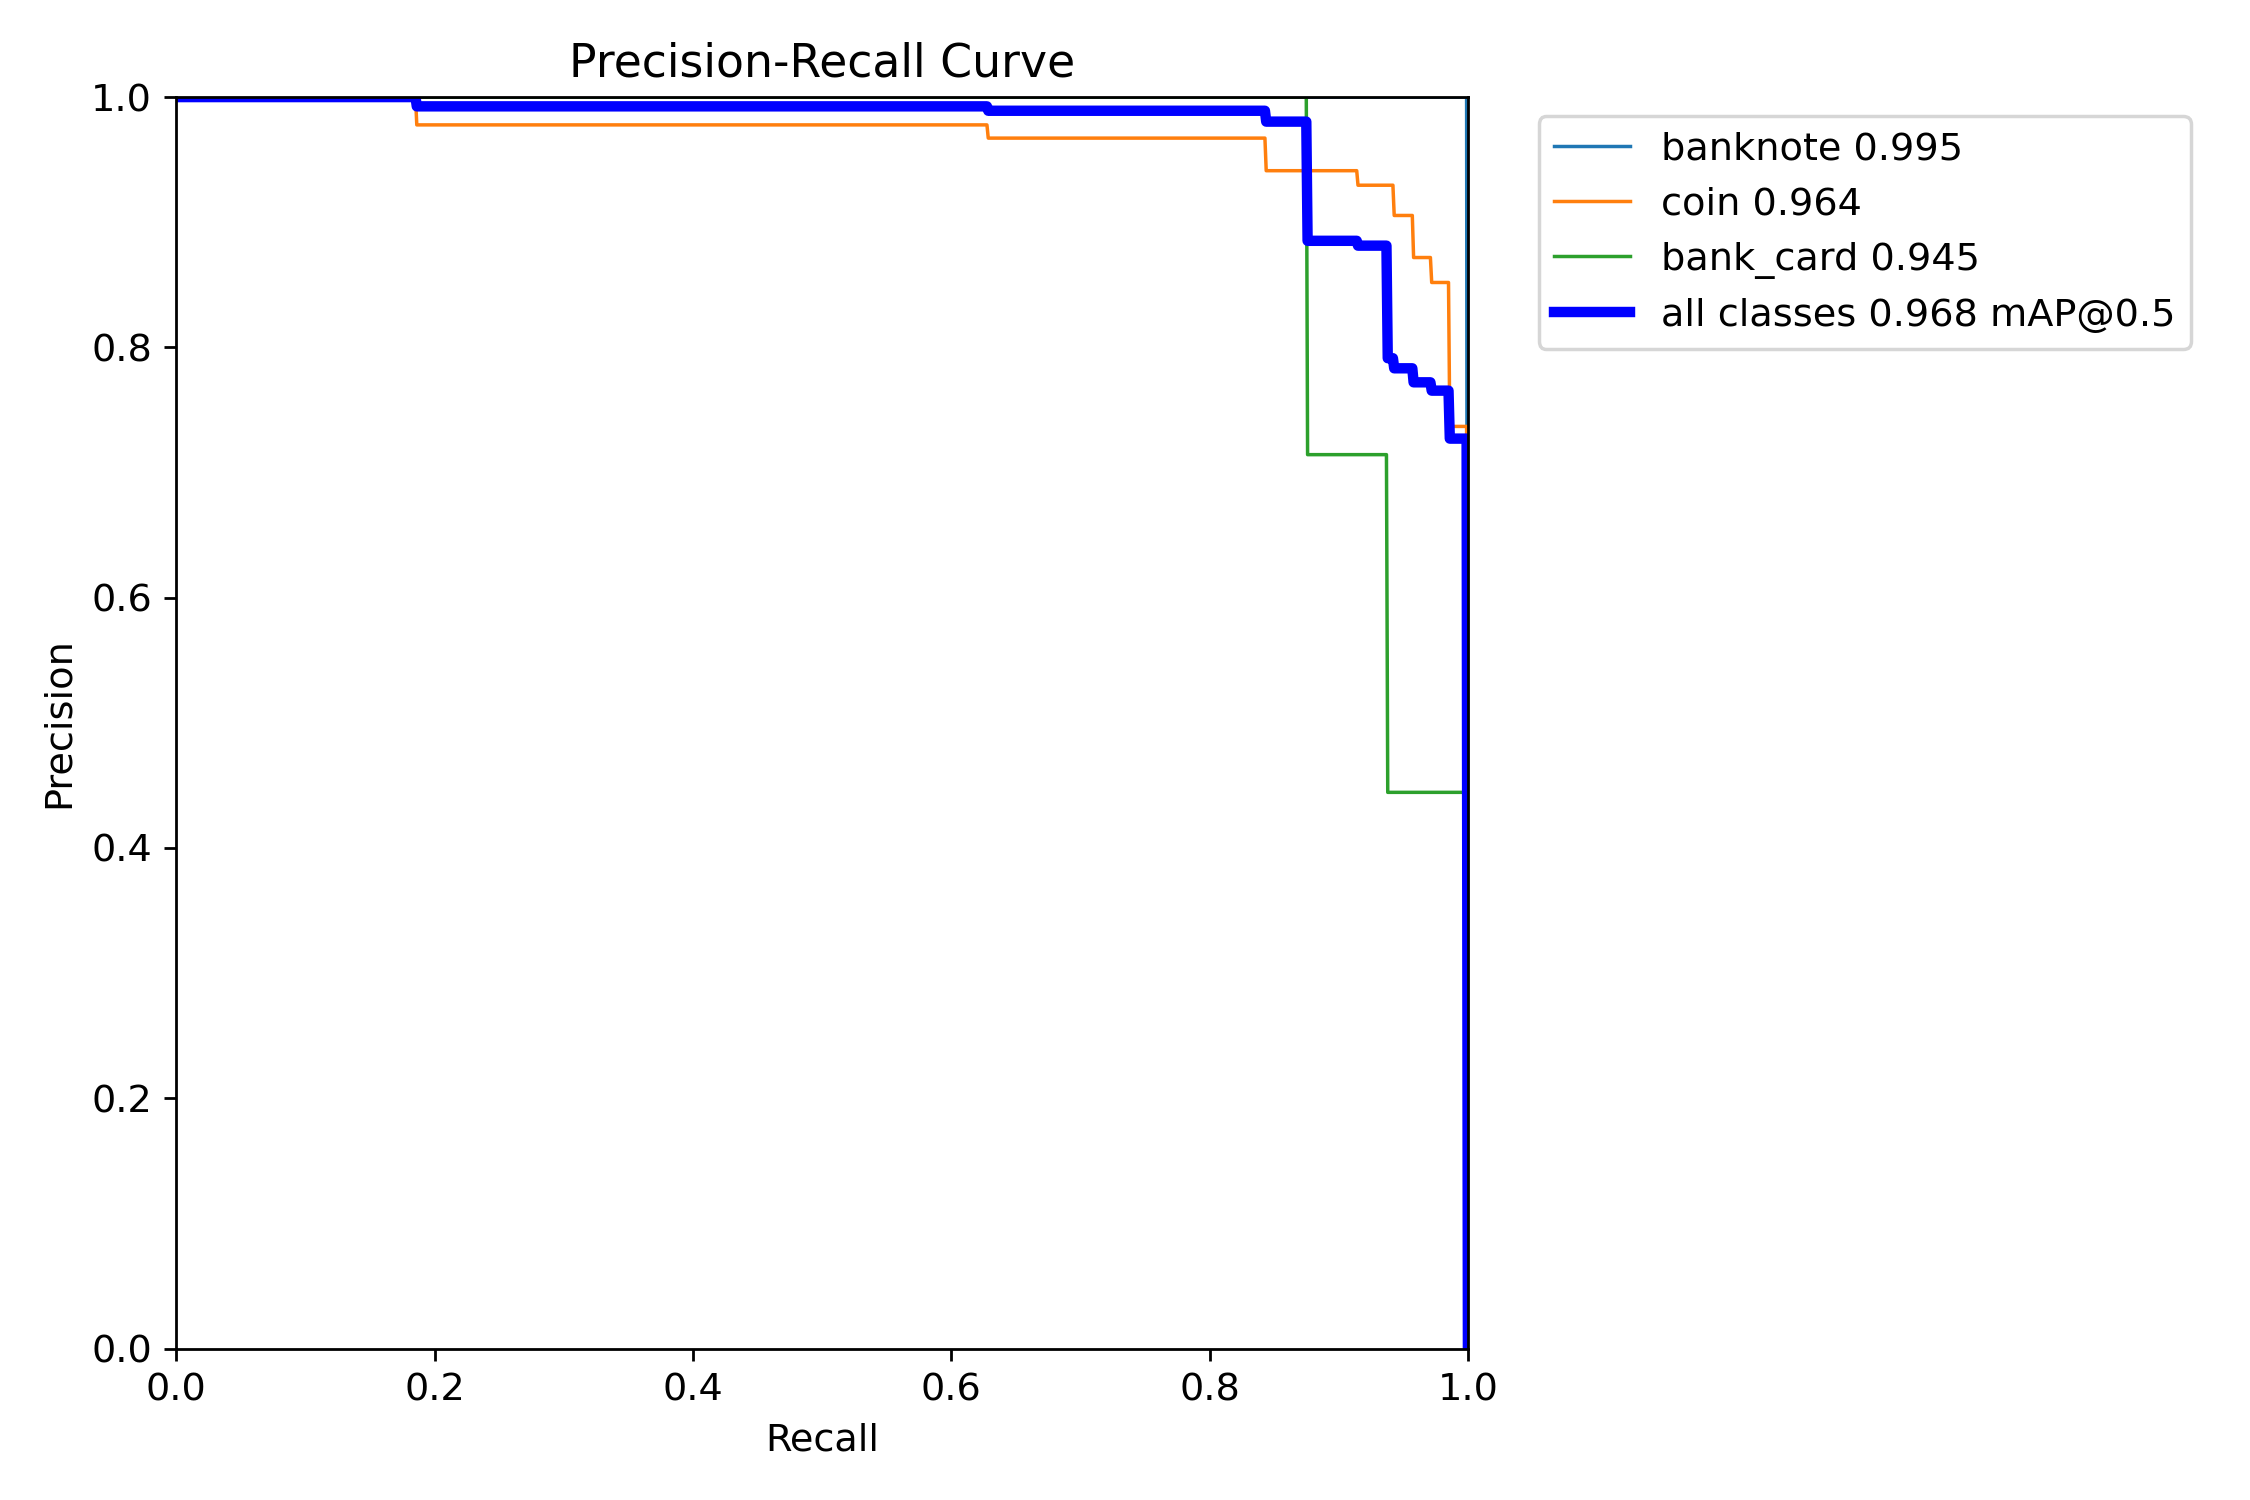 Precision-Recall Curve
1.0
0.8
0.6
0.4
0.2
0.0
Precision
0.0 0.2 0.4 0.6 0.8 1.0
Recall
banknote 0.995
coin 0.964
bank_card 0.945
all classes 0.968 mAP@0.5